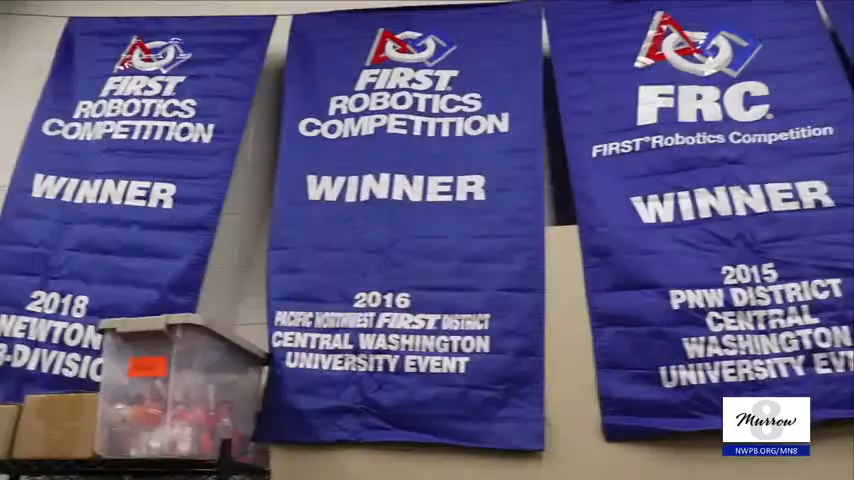 FIRST
ROBOTICS
COMPETITION
WINNER
2018
NEWTON
FIRST
ROBOTICS
COMPETITION
WINNER
2016
PACIFIC NORTHWEST FIRST DISTRICT
CENTRAL WASHINGTON
UNIVERSITY EVENT
FRC
FIRST® Robotics Competition
WINNER
2015
PNW DISTRICT
CENTRAL
WASHINGTON
UNIVERSITY
Murrow
8
NWPB.ORG/MN8